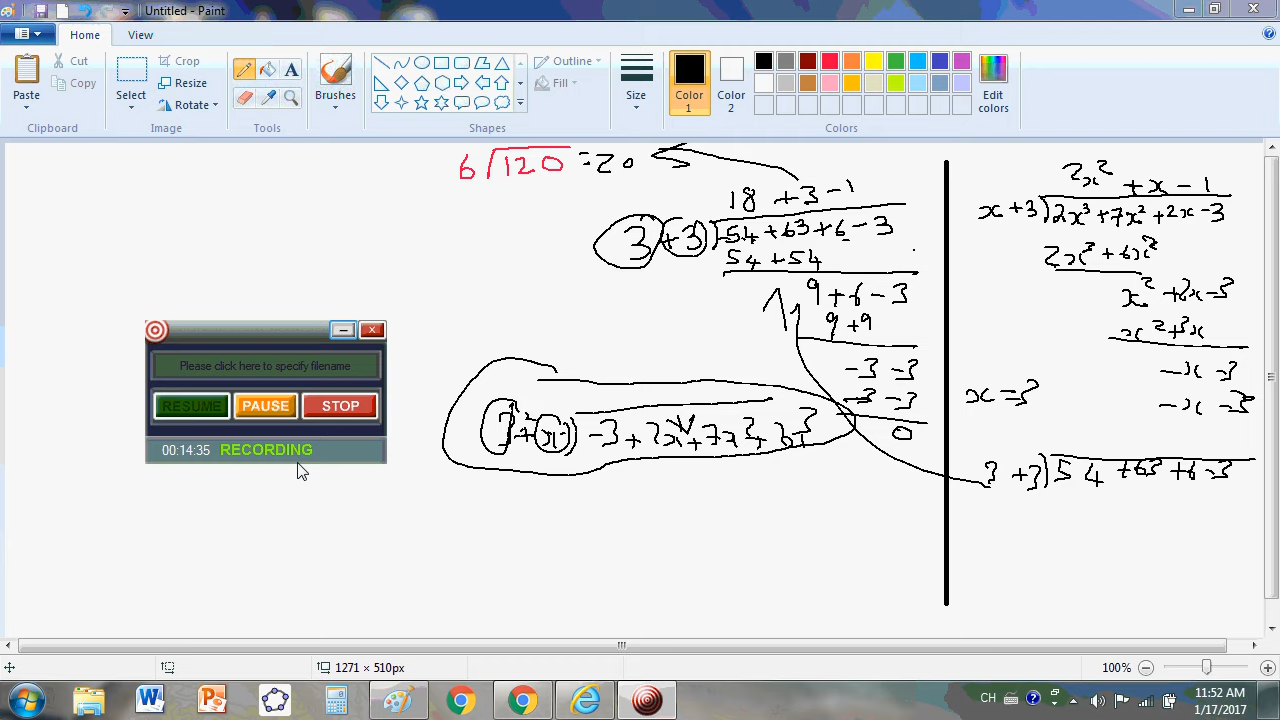 Untitled - Paint
Home View
Paste
Cut
Copy
Clipboard
Select
Crop
Resize
Rotate
Image
Tools
Brushes
Shapes
Outline
Fill
Size
Color 1
Color 2
Colors
Edit colors
6 120 =20
18 +3 -1
3 +3 54 +63 +6 -3
54 +54
9 +6 -3
9 +9
-3 -3
-3 -3
0
-3 + 2x + 7x
Please click here to specify filename
RESUME PAUSE STOP
00:14:35 RECORDING
2x² + x - 1
x +3 2x³ +7x² +2x -3
2x³ + 6x²
x² +2x -3
x² +3x
-x -3
-x -3
x =3
3 +3 54 +63 +6 -3
1271 × 510px
100%
CH
11:52 AM
1/17/2017